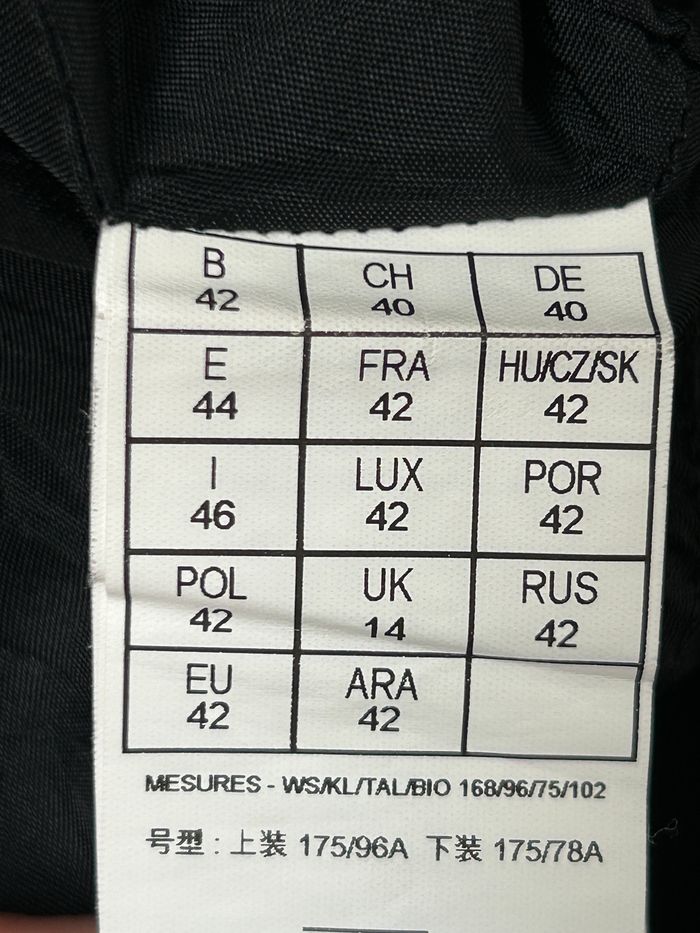 B CH DE
42 40 40
E FRA HU/CZ/SK
44 42 42
I LUX POR
46 42 42
POL UK RUS
42 14 42
EU ARA
42 42
MESURES - WS/KL/TAL/BIO 168/96/75/102
号型 : 上装 175/96A 下装 175/78A